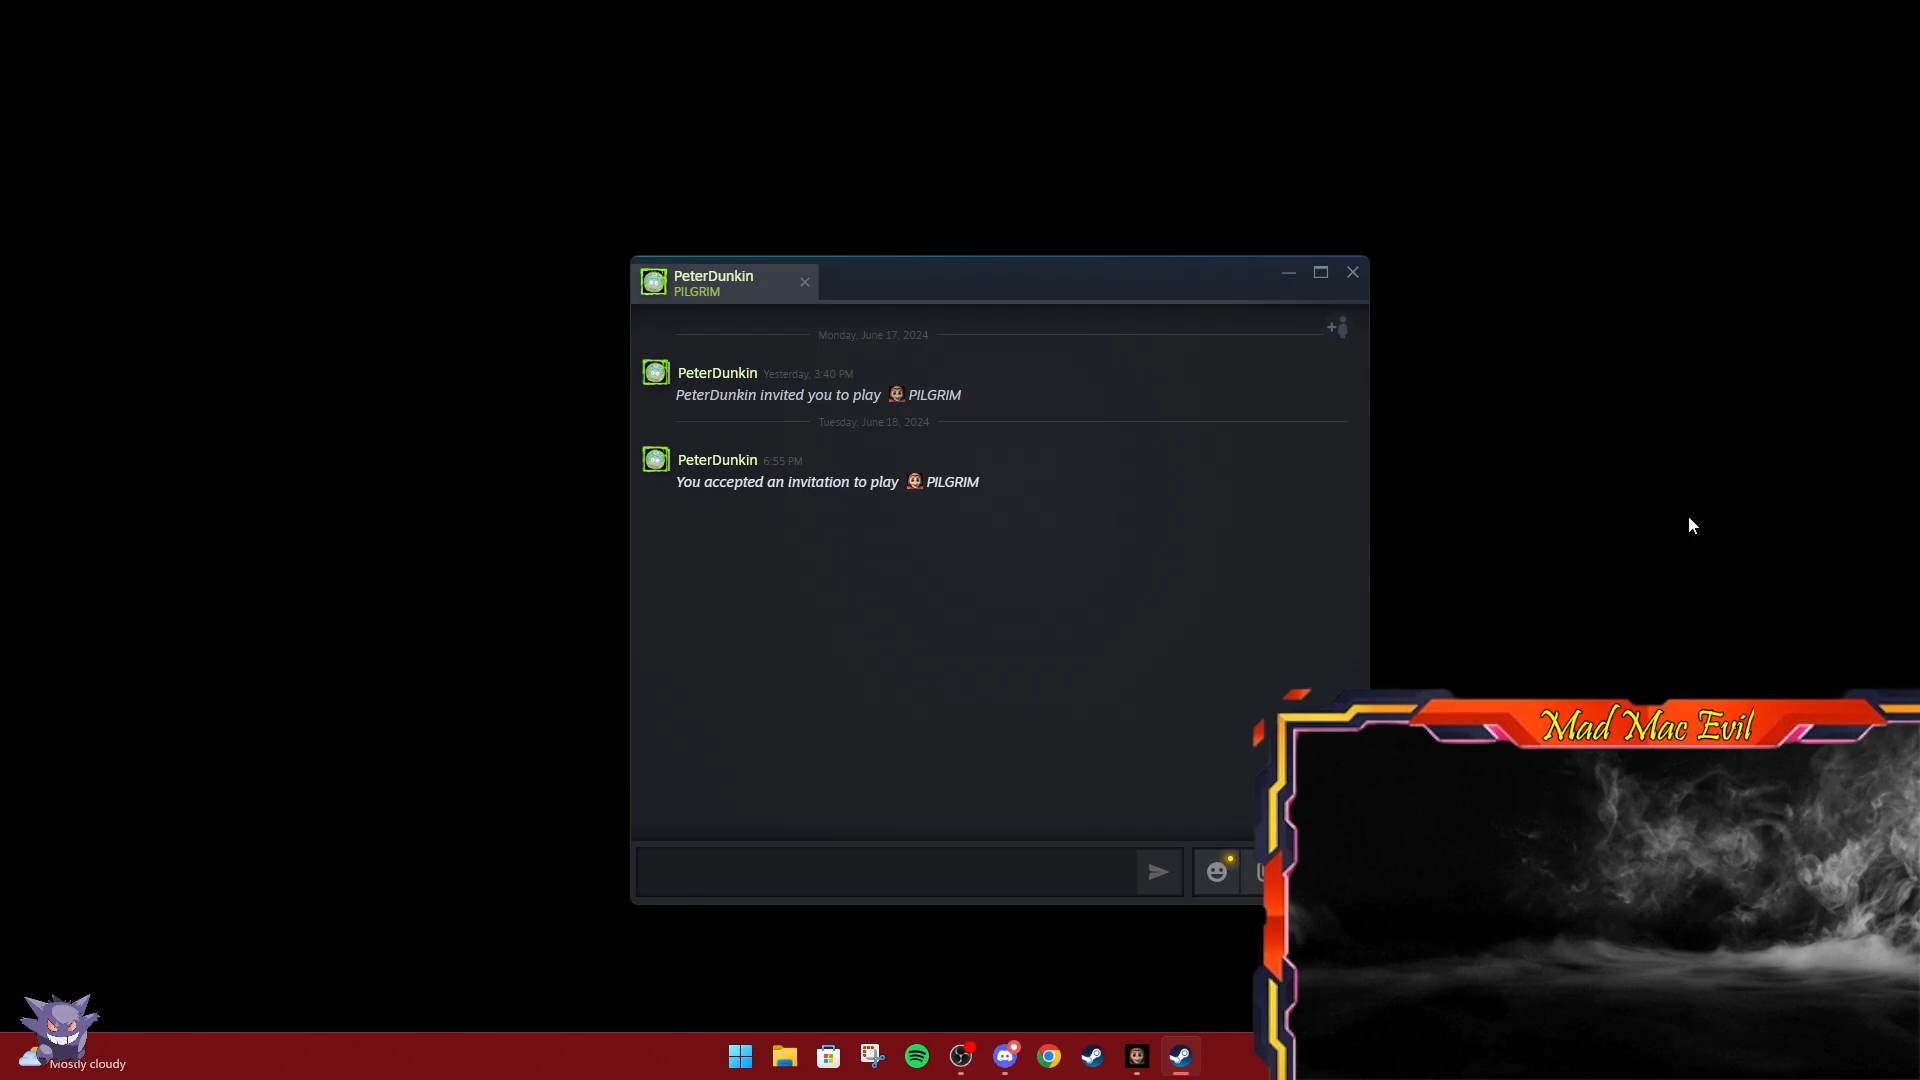 PeterDunkin
PILGRIM
Monday, June 17, 2024
PeterDunkin Yesterday, 3:40 PM
PeterDunkin invited you to play PILGRIM
Tuesday, June 18, 2024
PeterDunkin 6:55 PM
You accepted an invitation to play PILGRIM
Mad Mac Evil
Mostly cloudy